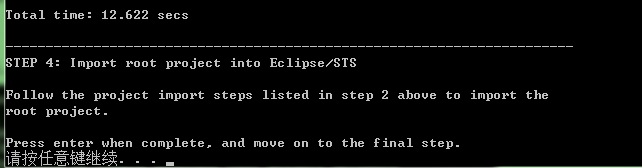 Total time: 12.622 secs
-----------------------------------------------------------------------
STEP 4: Import root project into Eclipse/STS
Follow the project import steps listed in step 2 above to import the
root project.
Press enter when complete, and move on to the final step.
请按任意键继续. . .